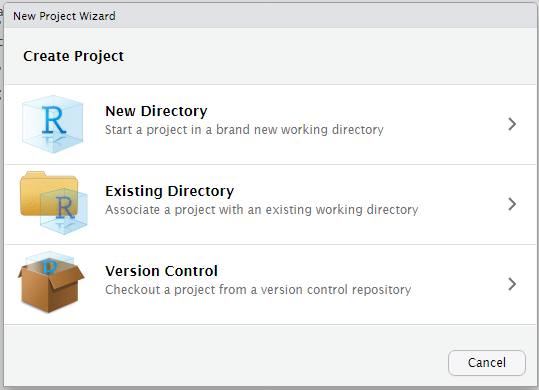 New Project Wizard
Create Project
R
New Directory
Start a project in a brand new working directory
R
Existing Directory
Associate a project with an existing working directory
Version Control
Checkout a project from a version control repository
Cancel